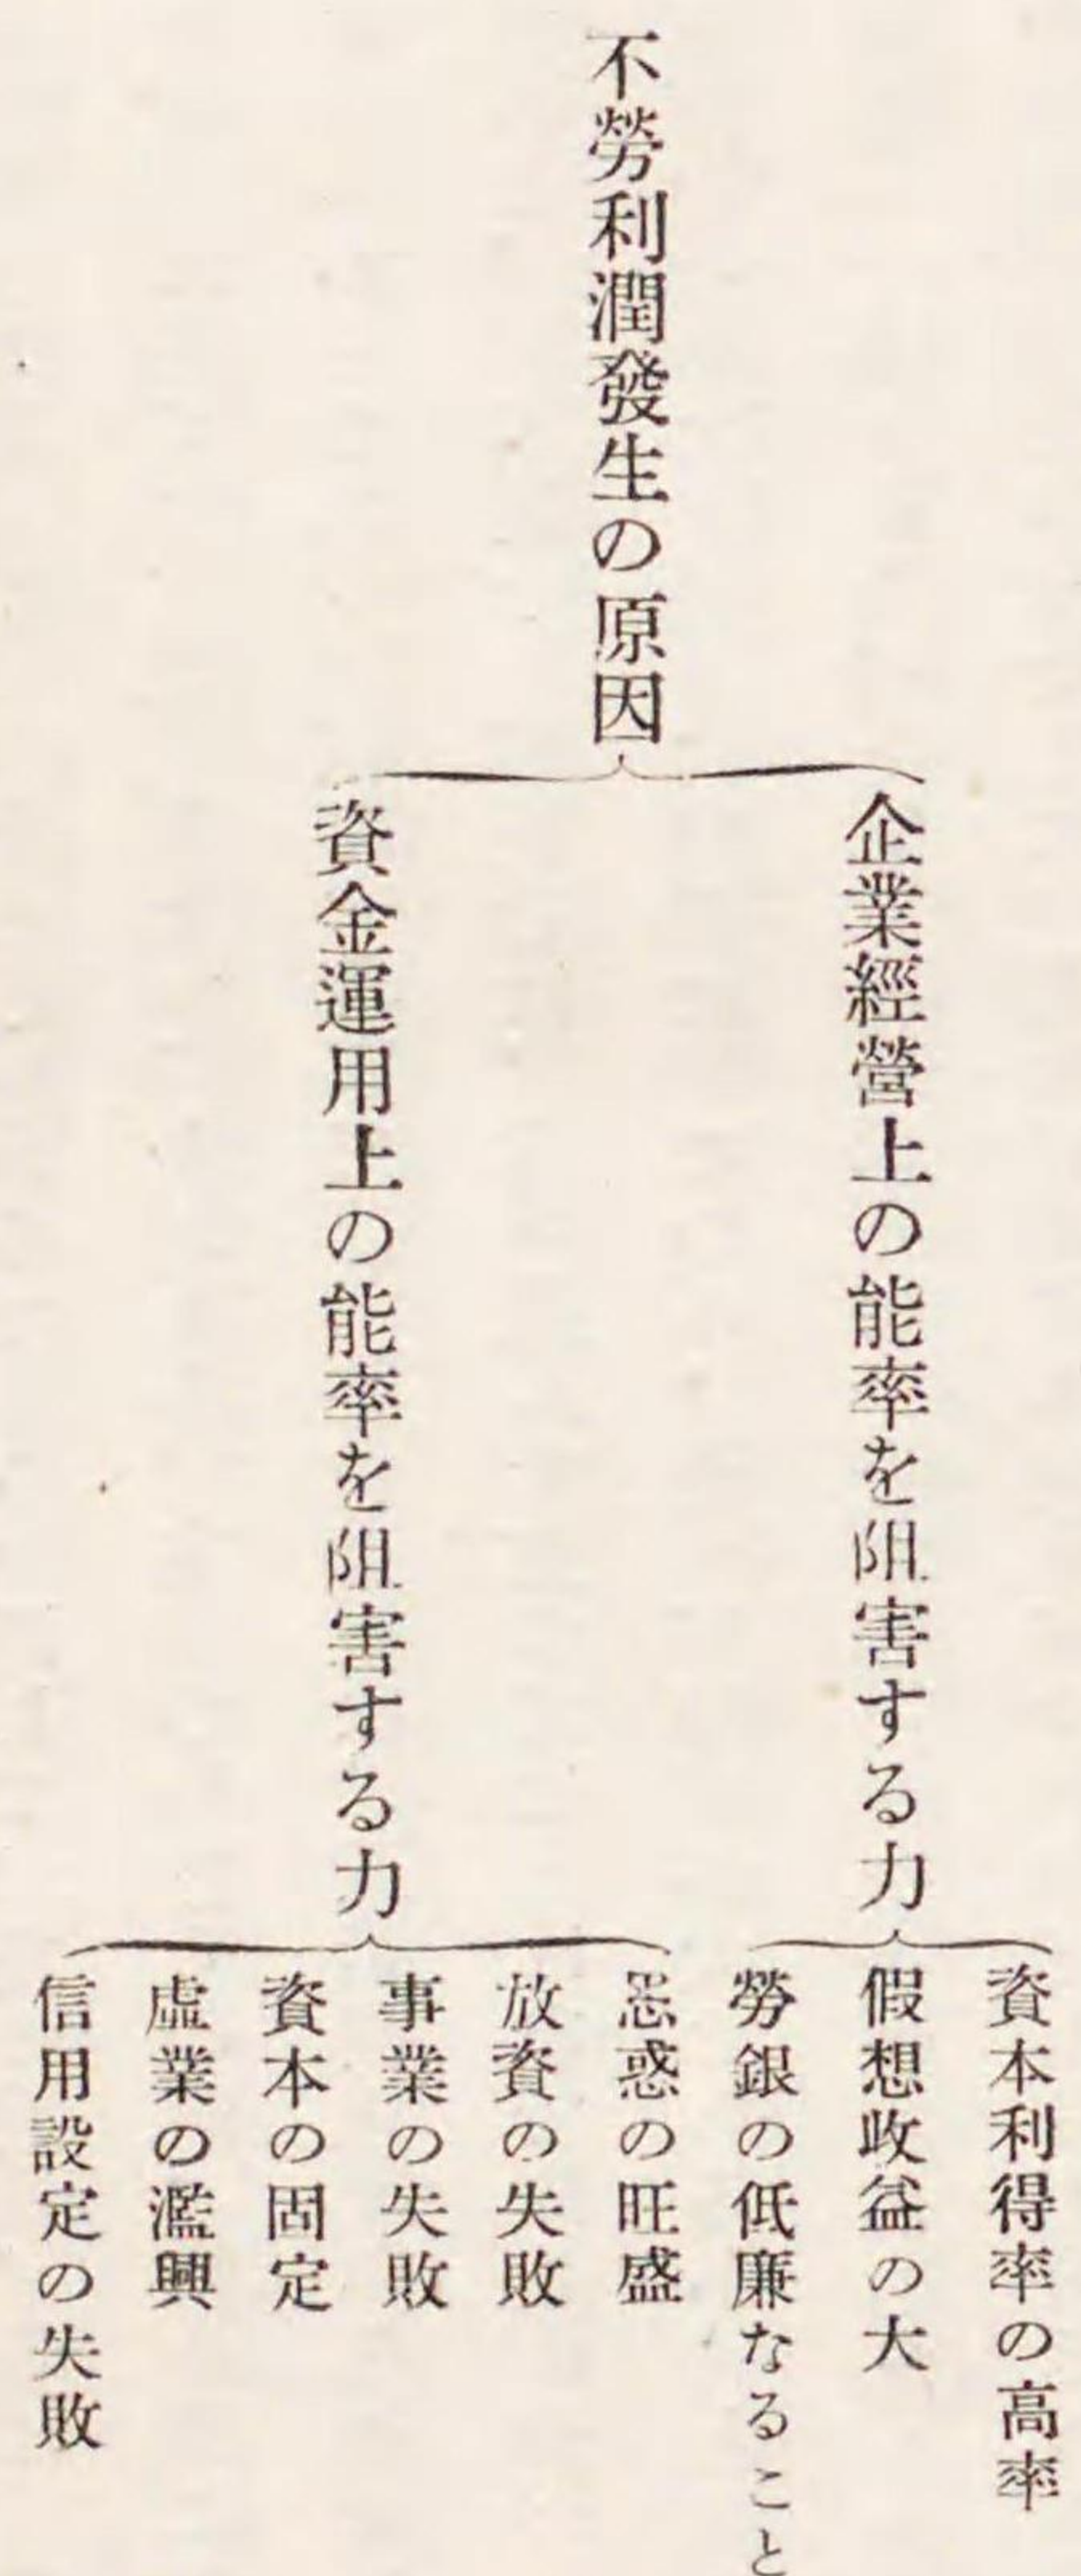 不勞利潤發生の原因
企業經營上の能率を阻害する力
資本利得率の高率
假想收益の大
勞銀の低廉なること
資金運用上の能率を阻害する力
惑の旺盛
放資の失敗
事業の失敗
資本の固定
虛業の濫興
信用設定の失敗